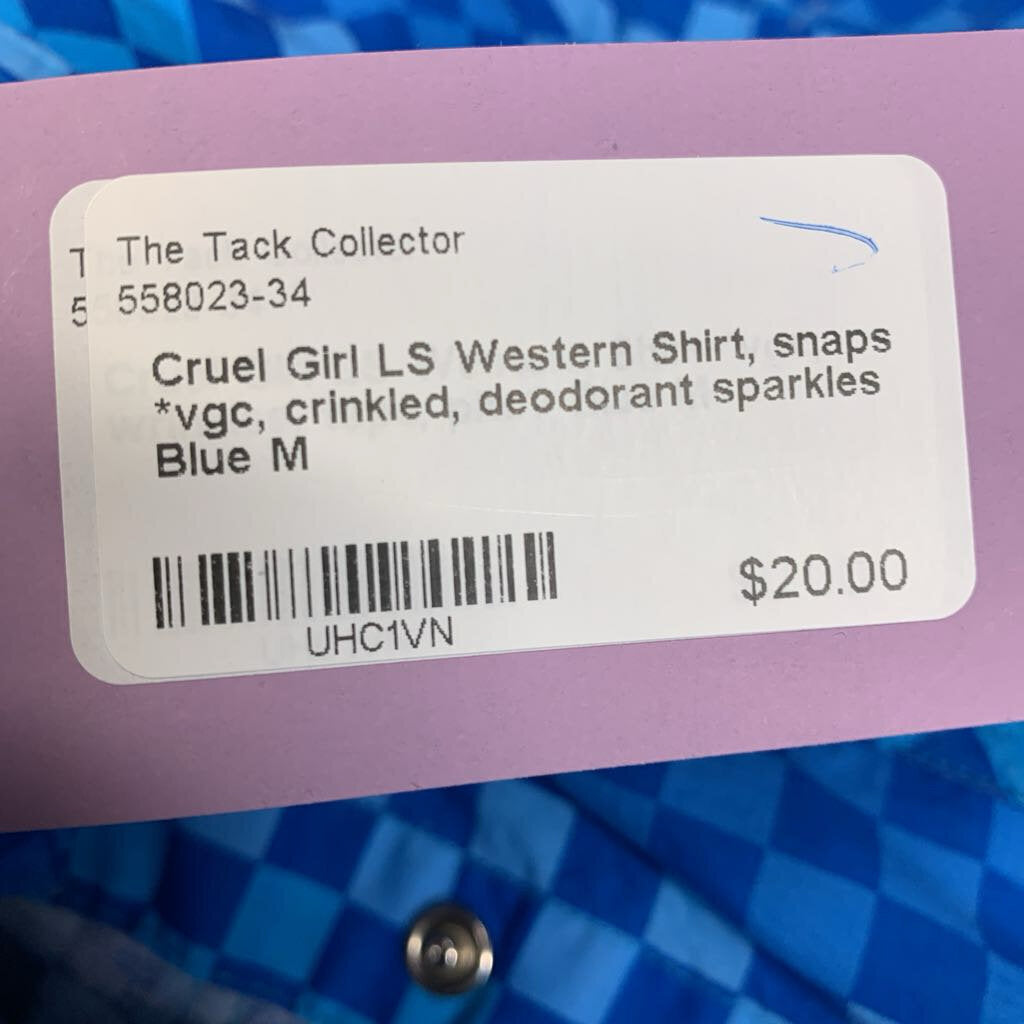 The Tack Collector
558023-34
Cruel Girl LS Western Shirt, snaps
*vgc, crinkled, deodorant sparkles
Blue M
UHC1VN
$20.00
T
5